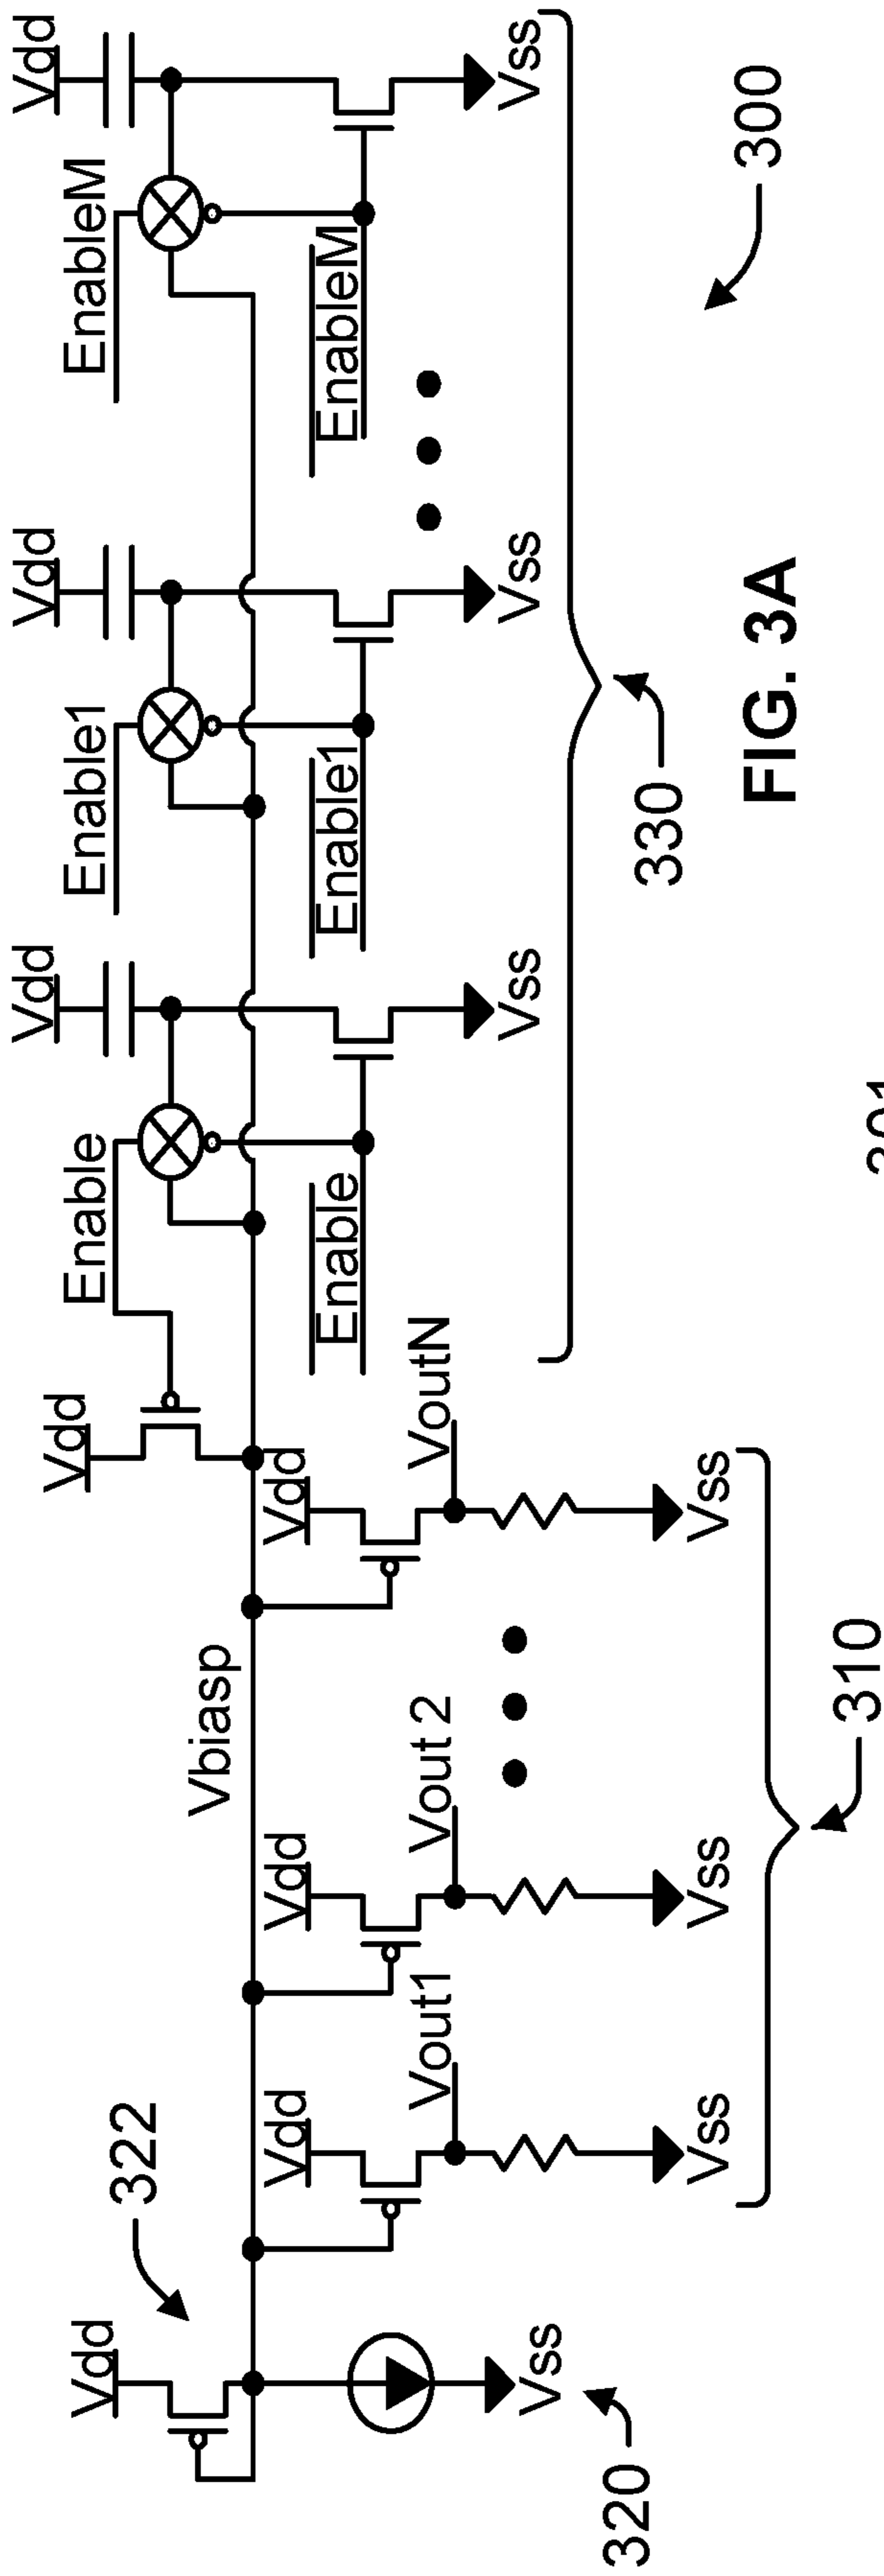 Vdd
Vdd
Vdd
Vdd
Enable
Enable1
EnableM
322
Vdd
Vbiasp
Vdd
Vdd
Vdd
Enable
Enable1
EnableM
Vout1
Vout 2
VoutN
Vss
Vss
Vss
Vss
320
Vss
Vss
Vss
330
300
310
FIG. 3A